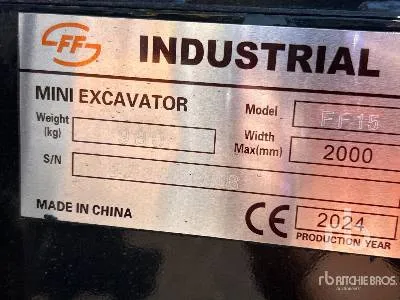 FF INDUSTRIAL
MINI EXCAVATOR
Model FF15
Weight (kg)
Width Max(mm) 2000
S/N
MADE IN CHINA
CE 2024
PRODUCTION YEAR
RITCHIE BROS.